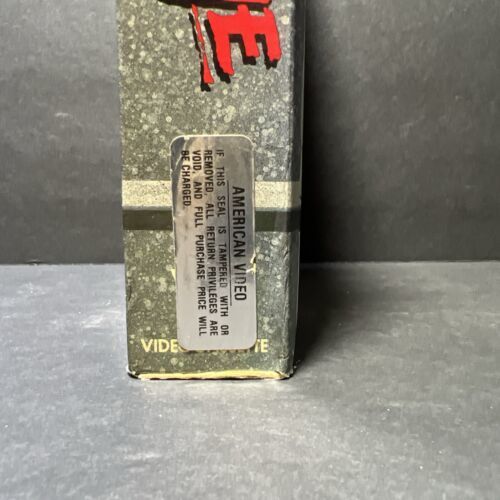 AMERICAN VIDEO
IF THIS SEAL IS TAMPERED WITH OR
REMOVED, ALL RETURN PRIVILEGES ARE
VOID, AND FULL PURCHASE PRICE WILL
BE CHARGED.